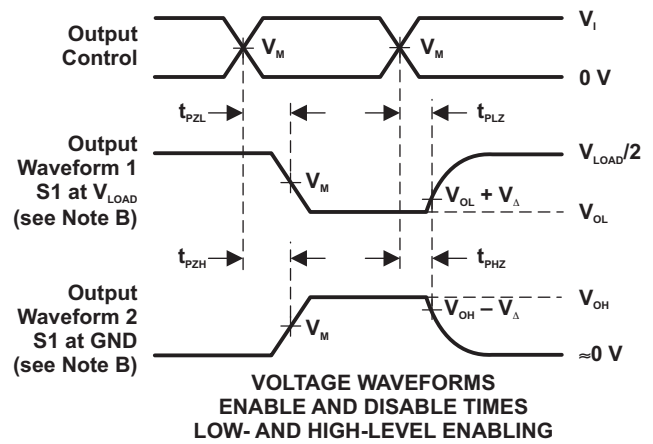 Output
Control
V_M
V_M
V_I
0 V
t_PZL
t_PLZ
Output
Waveform 1
S1 at V_LOAD
(see Note B)
V_M
V_LOAD/2
V_OL + V_Δ
V_OL
t_PZH
t_PHZ
Output
Waveform 2
S1 at GND
(see Note B)
V_M
V_OH
V_OH – V_Δ
≈0 V
VOLTAGE WAVEFORMS
ENABLE AND DISABLE TIMES
LOW- AND HIGH-LEVEL ENABLING